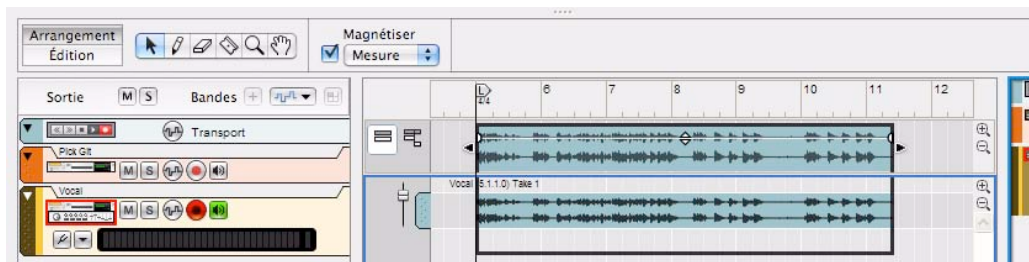 Arrangement
Édition
Magnétiser
Mesure
Sortie M S Bandes
L 6 7 8 9 10 11 12
4/4
Transport
Pick Git
M S
Vocal
M S
Vocal (5.1.1.0) Take 1